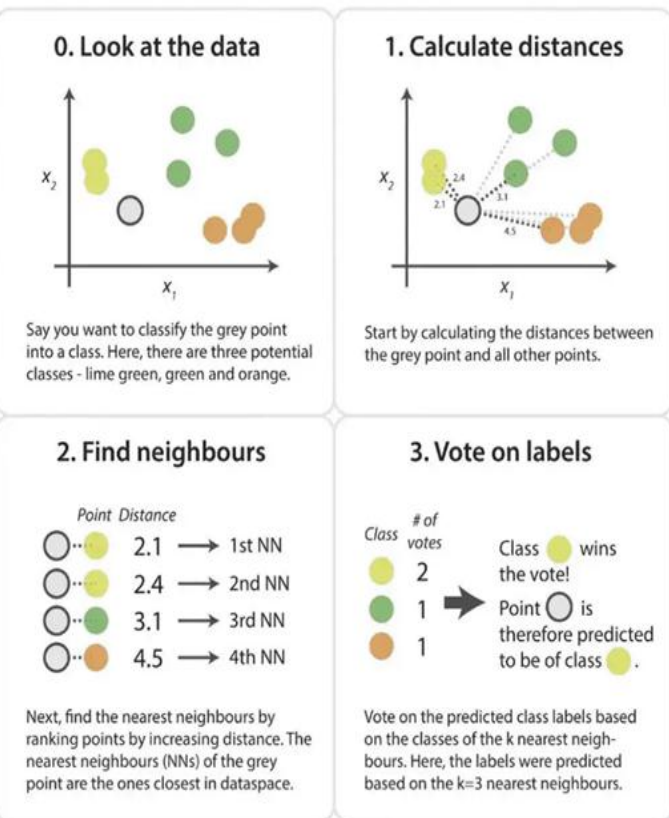 0. Look at the data
X2
X1
Say you want to classify the grey point
into a class. Here, there are three potential
classes - lime green, green and orange.
1. Calculate distances
X2
2.4
2.1
3.1
4.5
X1
Start by calculating the distances between
the grey point and all other points.
2. Find neighbours
Point Distance
2.1 → 1st NN
2.4 → 2nd NN
3.1 → 3rd NN
4.5 → 4th NN
Next, find the nearest neighbours by
ranking points by increasing distance. The
nearest neighbours (NNs) of the grey
point are the ones closest in dataspace.
3. Vote on labels
Class
# of
votes
2
1
1
Class wins
the vote!
Point is
therefore predicted
to be of class .
Vote on the predicted class labels based
on the classes of the k nearest neigh-
bours. Here, the labels were predicted
based on the k=3 nearest neighbours.